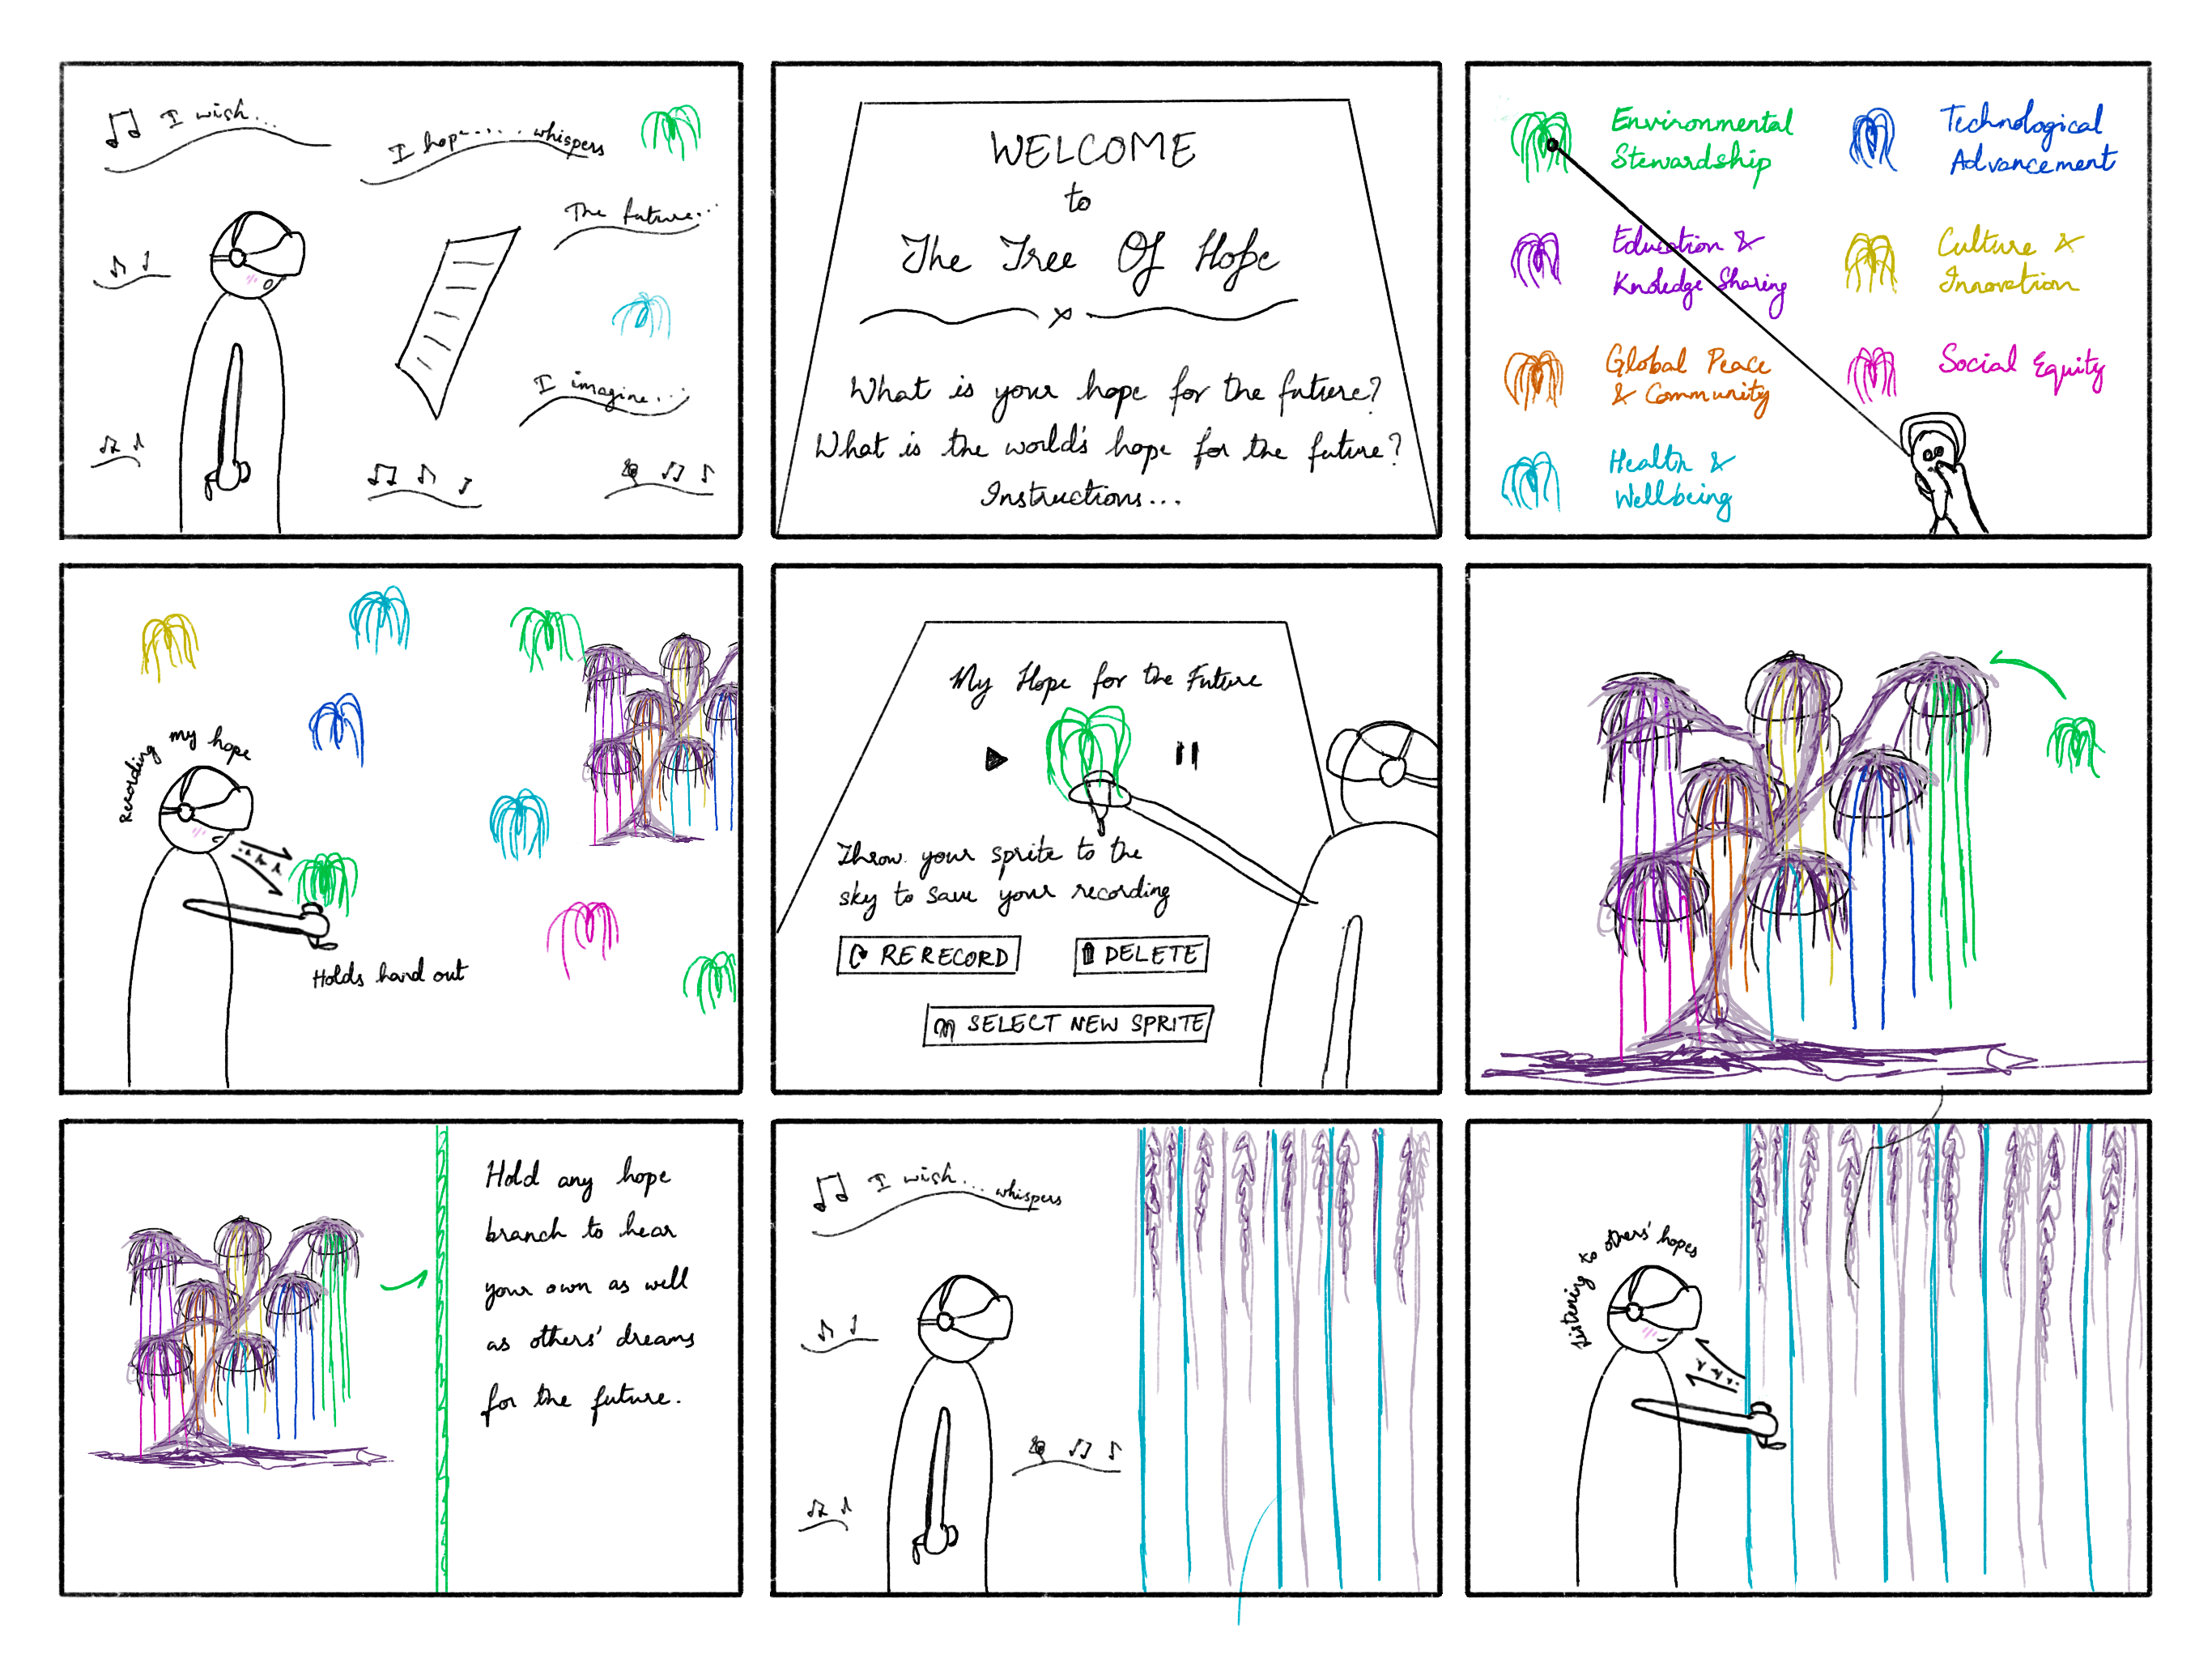 I wish...
I hope..... whispers
The future...
I imagine...
WELCOME
to
The Tree Of Hope
What is your hope for the future?
What is the world's hope for the future?
Instructions...
Environmental
Stewardship
Technological
Advancement
Education &
Knoledge Sharing
Culture &
Innovation
Global Peace
& Community
Social Equity
Health &
Wellbeing
Recording my hope
Holds hand out
My Hope for the Future
Throw your sprite to the
sky to save your recording
RERECORD
DELETE
SELECT NEW SPRITE
Hold any hope
branch to hear
your own as well
as others' dreams
for the future.
I wish... whispers
Listening to others' hopes